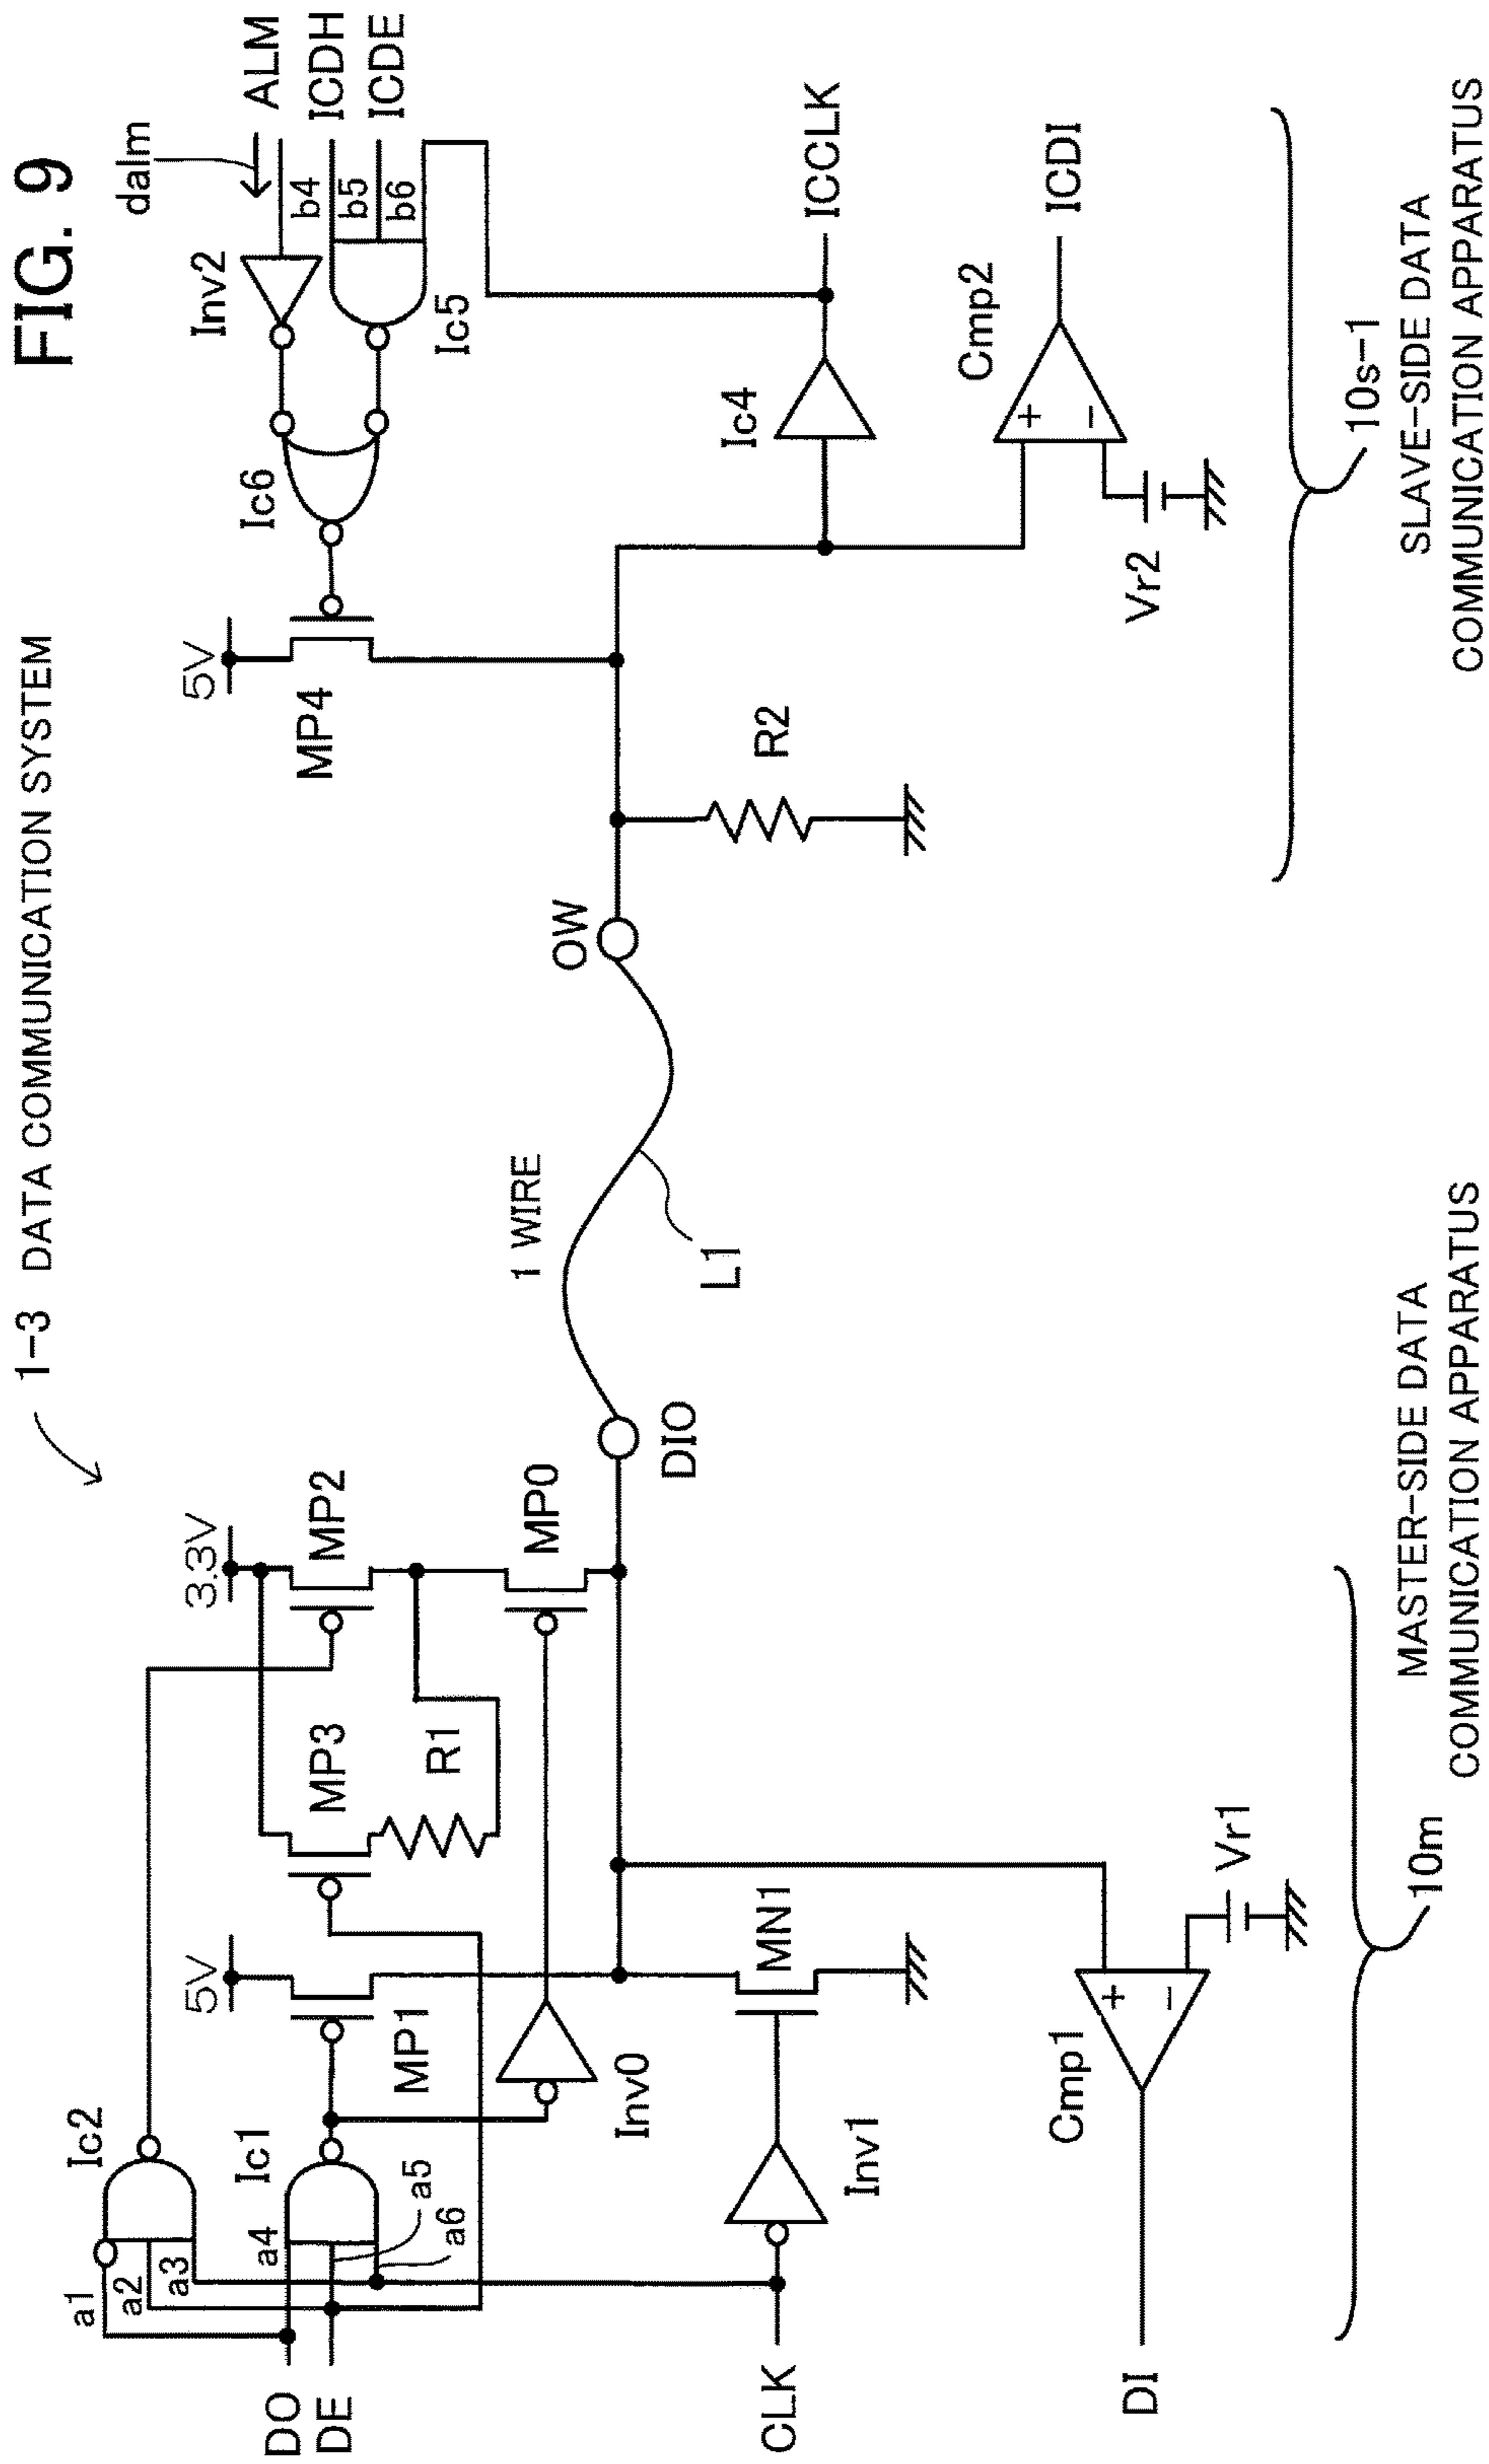 FIG. 9
1-3 DATA COMMUNICATION SYSTEM
DO
DE
CLK
DI
a1
a2
a3
a4
a5
a6
Ic2
Ic1
5V
MP1
Inv0
Inv1
MN1
Cmp1
+
−
Vr1
3.3V
MP3
R1
MP2
MP0
DIO
1 WIRE
L1
OW
R2
5V
MP4
Ic6
Inv2
Ic5
b4
b5
b6
dalm
ALM
ICDH
ICDE
Ic4
ICCLK
Cmp2
+
−
Vr2
ICDI
10m
MASTER-SIDE DATA
COMMUNICATION APPARATUS
10s-1
SLAVE-SIDE DATA
COMMUNICATION APPARATUS